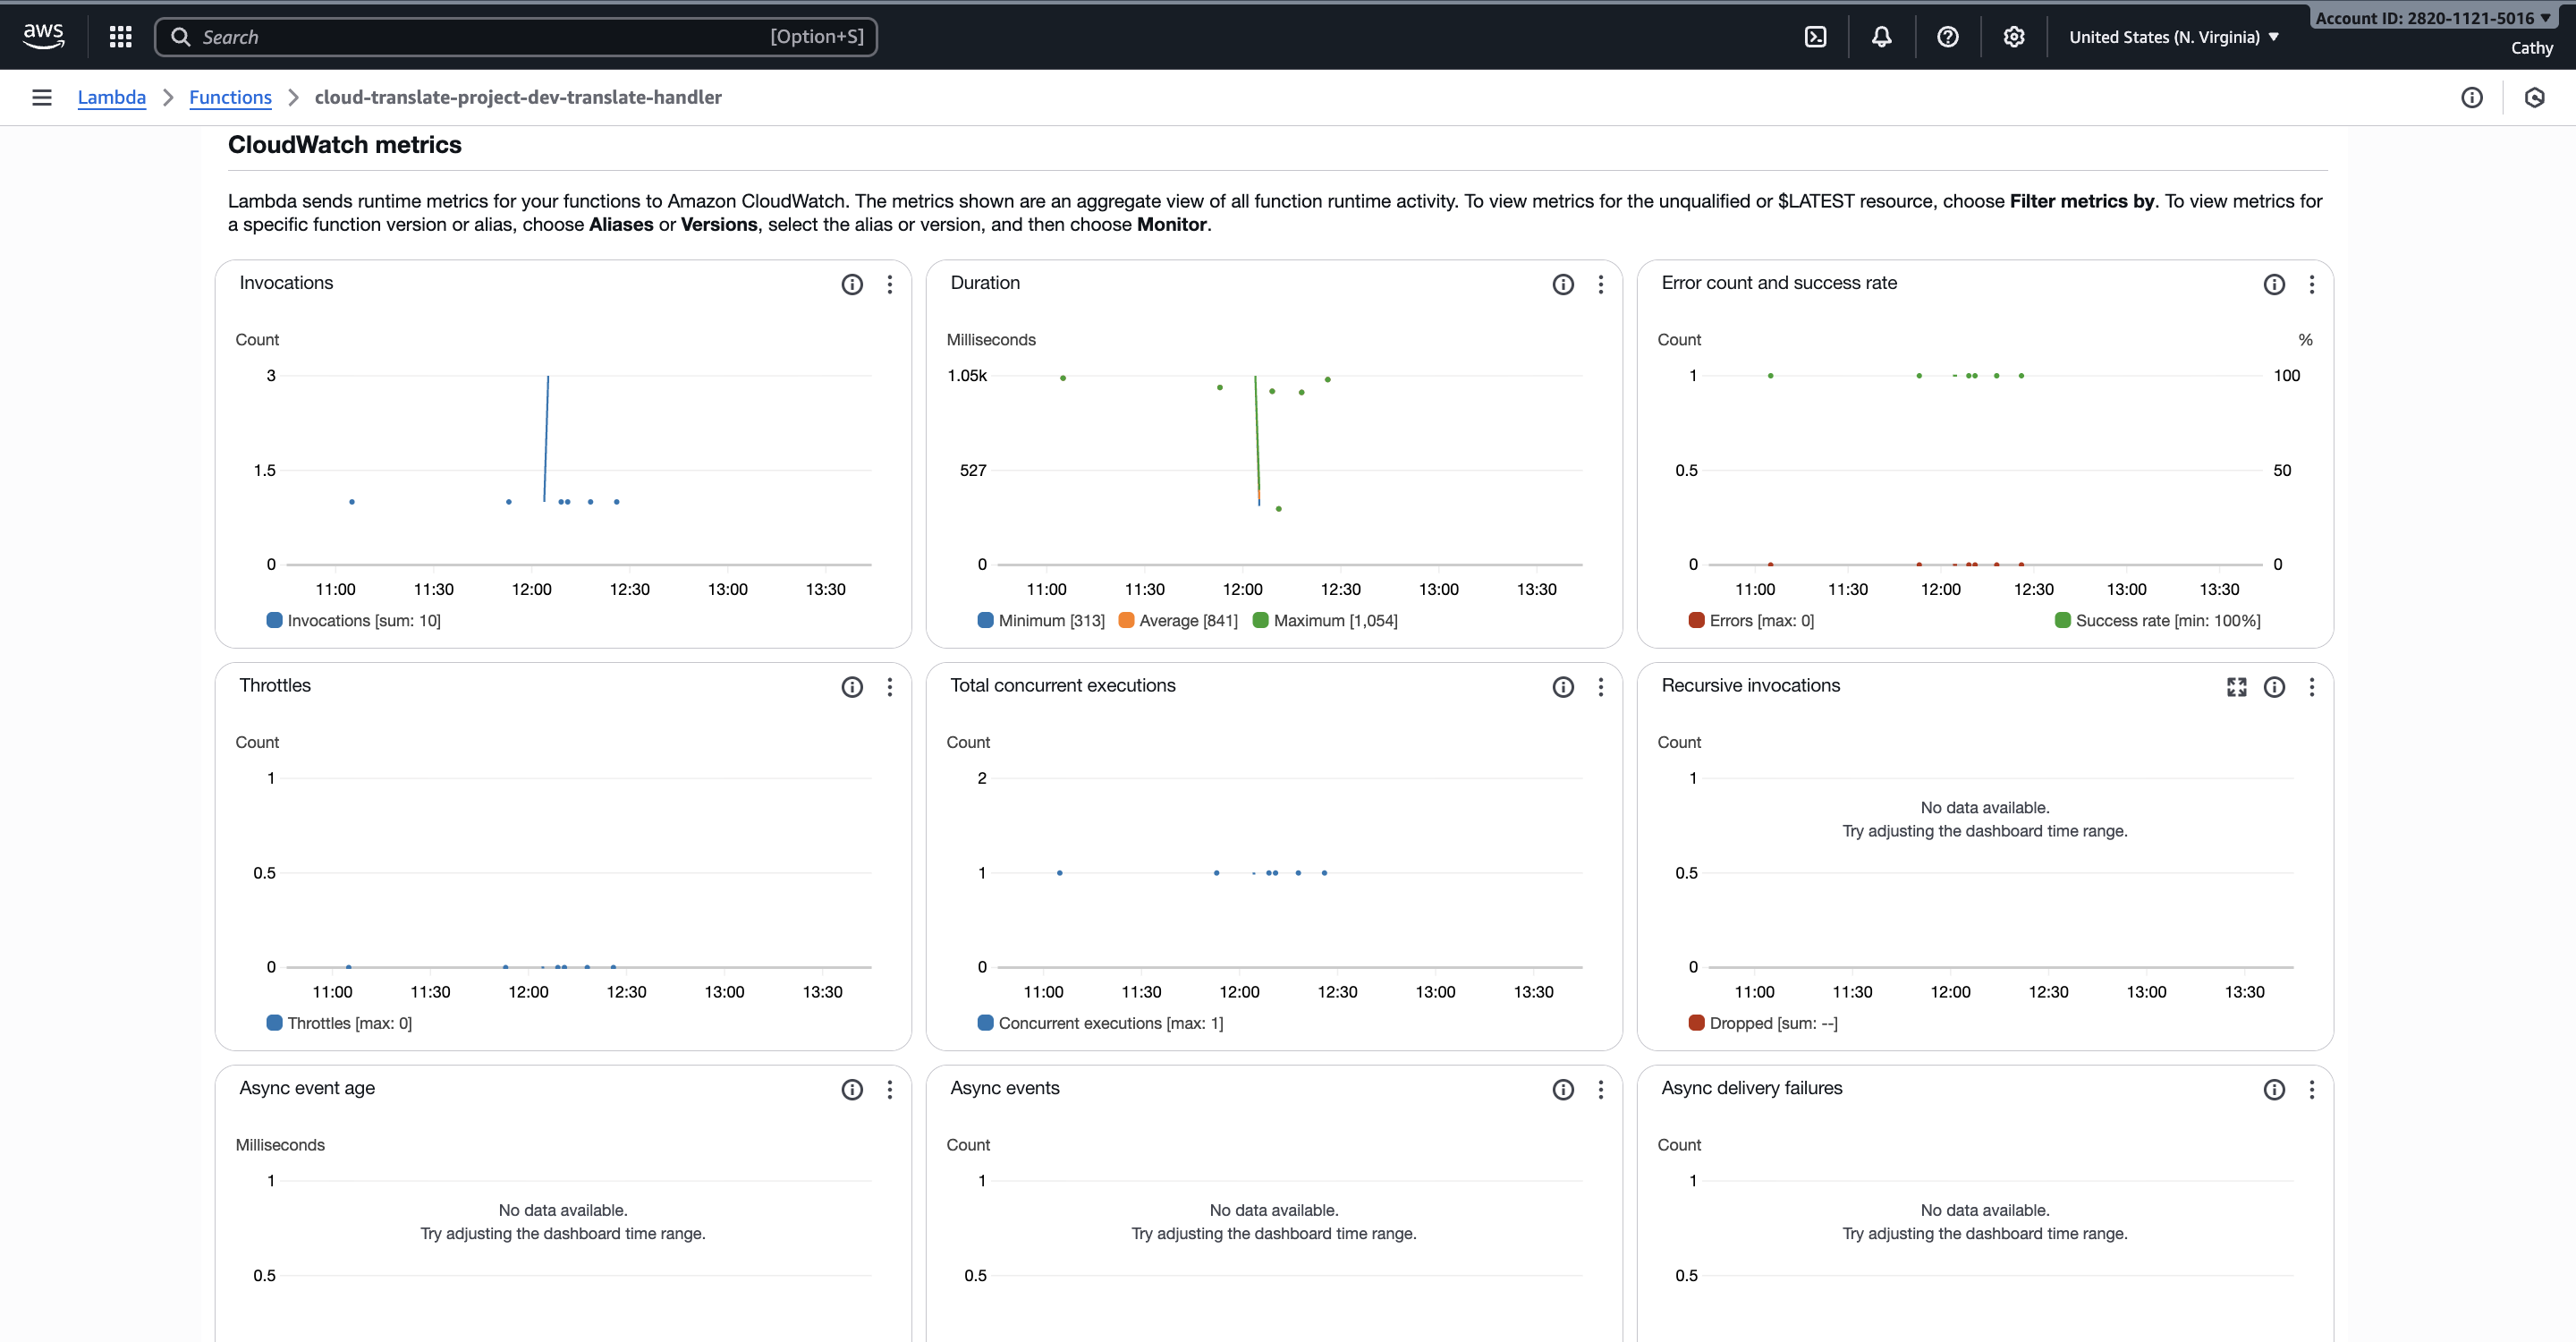 aws
Search
[Option+S]
United States (N. Virginia)
Account ID: 2820-1121-5016
Cathy
Lambda
Functions
cloud-translate-project-dev-translate-handler
CloudWatch metrics
Lambda sends runtime metrics for your functions to Amazon CloudWatch. The metrics shown are an aggregate view of all function runtime activity. To view metrics for the unqualified or $LATEST resource, choose Filter metrics by. To view metrics for
a specific function version or alias, choose Aliases or Versions, select the alias or version, and then choose Monitor.
Invocations
Count
3
1.5
0
11:00 11:30 12:00 12:30 13:00 13:30
Invocations [sum: 10]
Duration
Milliseconds
1.05k
527
0
11:00 11:30 12:00 12:30 13:00 13:30
Minimum [313] Average [841] Maximum [1,054]
Error count and success rate
Count %
1 100
0.5 50
0 0
11:00 11:30 12:00 12:30 13:00 13:30
Errors [max: 0] Success rate [min: 100%]
Throttles
Count
1
0.5
0
11:00 11:30 12:00 12:30 13:00 13:30
Throttles [max: 0]
Total concurrent executions
Count
2
1
0
11:00 11:30 12:00 12:30 13:00 13:30
Concurrent executions [max: 1]
Recursive invocations
Count
1
No data available.
Try adjusting the dashboard time range.
0.5
0
11:00 11:30 12:00 12:30 13:00 13:30
Dropped [sum: --]
Async event age
Milliseconds
1
No data available.
Try adjusting the dashboard time range.
0.5
Async events
Count
1
No data available.
Try adjusting the dashboard time range.
0.5
Async delivery failures
Count
1
No data available.
Try adjusting the dashboard time range.
0.5